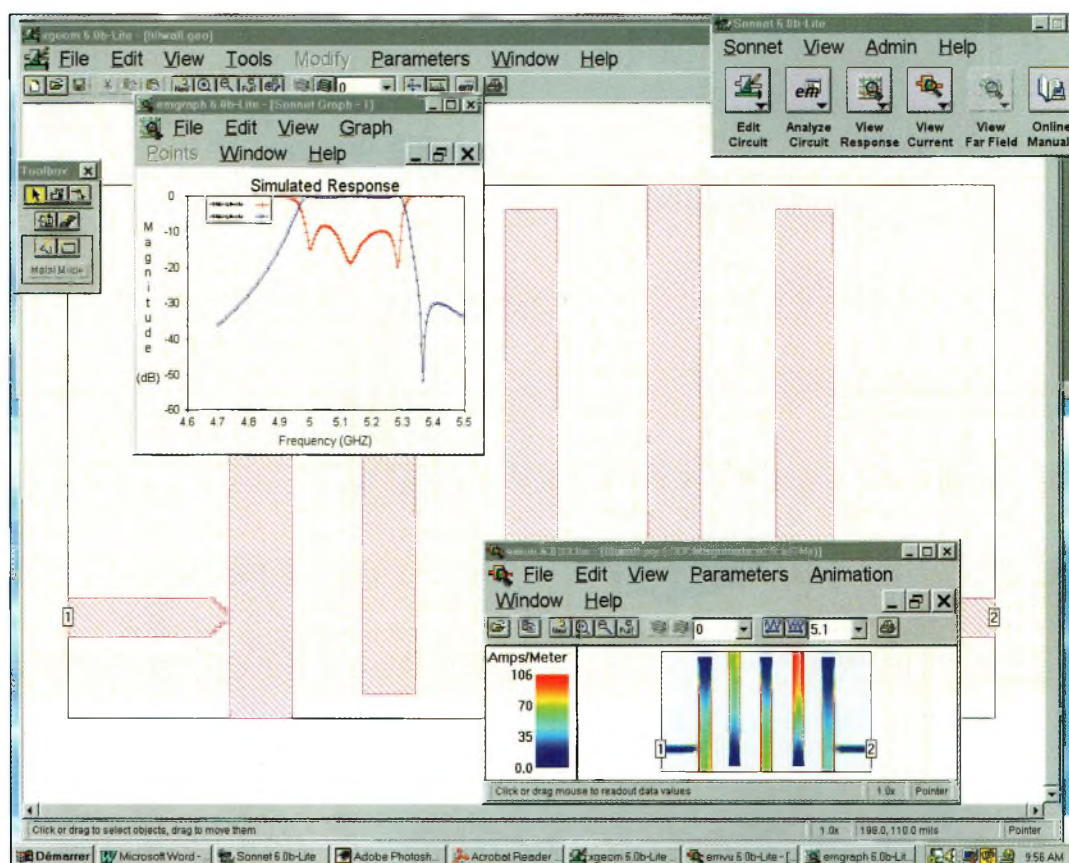 xgeom 6.0b-Lite
File Edit View Tools Modify Parameters Window Help
0
Sonnet 6.0b-Lite
Sonnet View Admin Help
em
Edit Circuit
Analyze Circuit
View Response
View Current
View Far Field
Online Manual
emgraph 6.0b-Lite - [Sonnet Graph - 1]
File Edit View Graph
Points Window Help
Toolbox
Simulated Response
Magnitude
(dB)
0
-10
-20
-30
-40
-50
-60
4.6 4.7 4.8 4.9 5 5.1 5.2 5.3 5.4 5.5
Frequency (GHZ)
1
2
File Edit View Parameters Animation
Window Help
0
5.1
Amps/Meter
106
70
35
0.0
1
2
Click or drag mouse to readout data values
1.0x
Pointer
Click or drag to select objects, drag to move them
1.0x
198.0, 110.0 mils
Pointer
Démarrer
Microsoft Word - ...
Sonnet 6.0b-Lite
Adobe Photosh...
Acrobat Reader ...
xgeom 6.0b-Lite ...
emvu 6.0b-Lite - [...
emgraph 6.0b-Lit...
9:56 AM